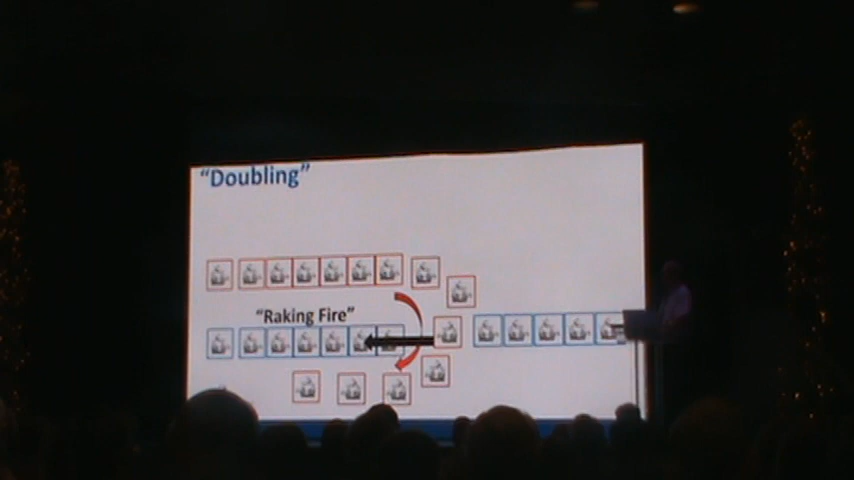 “Doubling”
“Raking Fire”